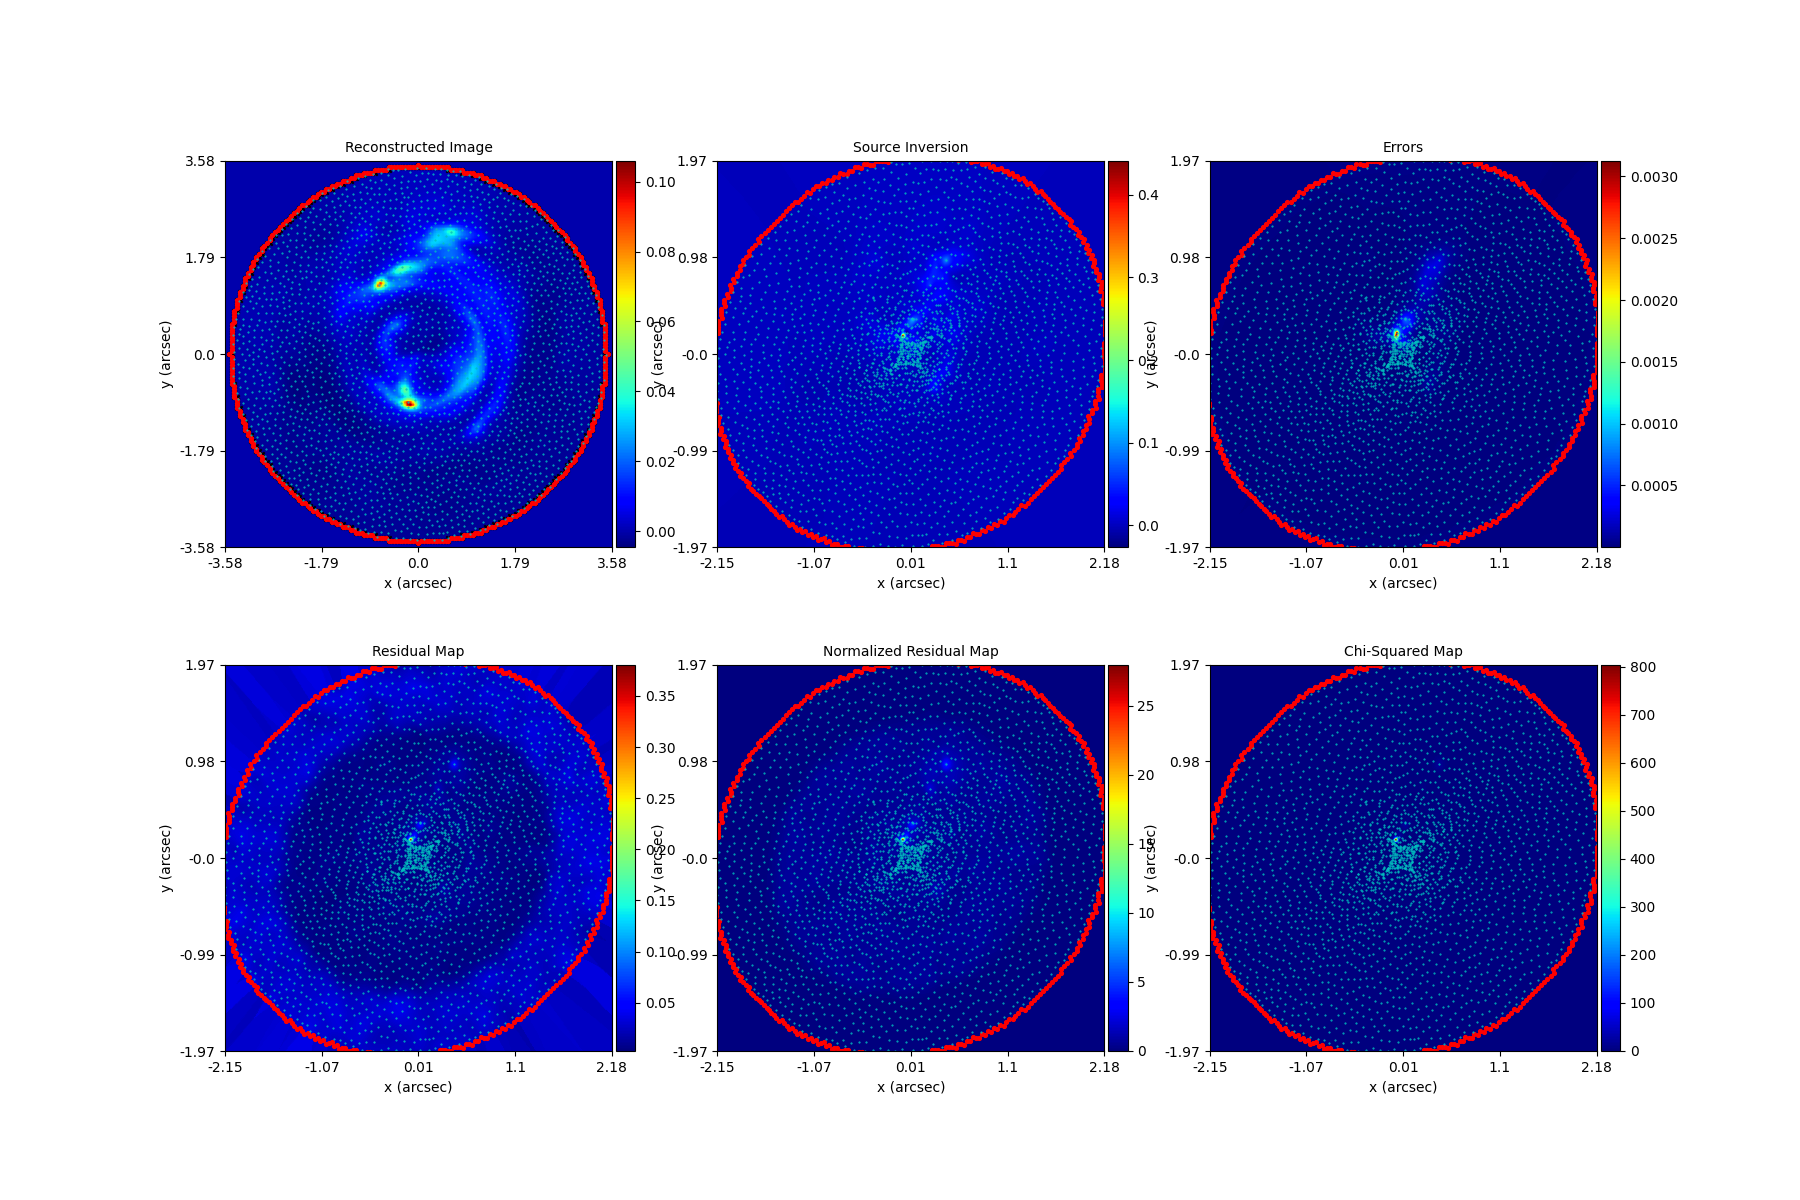 Reconstructed Image
3.58
1.79
0.0
-1.79
-3.58
y (arcsec)
-3.58 -1.79 0.0 1.79 3.58
x (arcsec)
0.10
0.08
0.06
0.04
0.02
0.00
Source Inversion
1.97
0.98
-0.0
-0.99
-1.97
y (arcsec)
-2.15 -1.07 0.01 1.1 2.18
x (arcsec)
0.4
0.3
0.1
0.0
Errors
1.97
0.98
-0.0
-0.99
-1.97
y (arcsec)
-2.15 -1.07 0.01 1.1 2.18
x (arcsec)
0.0030
0.0025
0.0020
0.0015
0.0010
0.0005
Residual Map
1.97
0.98
-0.0
-0.99
-1.97
y (arcsec)
-2.15 -1.07 0.01 1.1 2.18
x (arcsec)
0.35
0.30
0.25
0.20
0.15
0.10
0.05
Normalized Residual Map
1.97
0.98
-0.0
-0.99
-1.97
y (arcsec)
-2.15 -1.07 0.01 1.1 2.18
x (arcsec)
25
20
10
5
0
Chi-Squared Map
1.97
0.98
-0.0
-0.99
-1.97
y (arcsec)
-2.15 -1.07 0.01 1.1 2.18
x (arcsec)
800
700
600
500
400
300
200
100
0